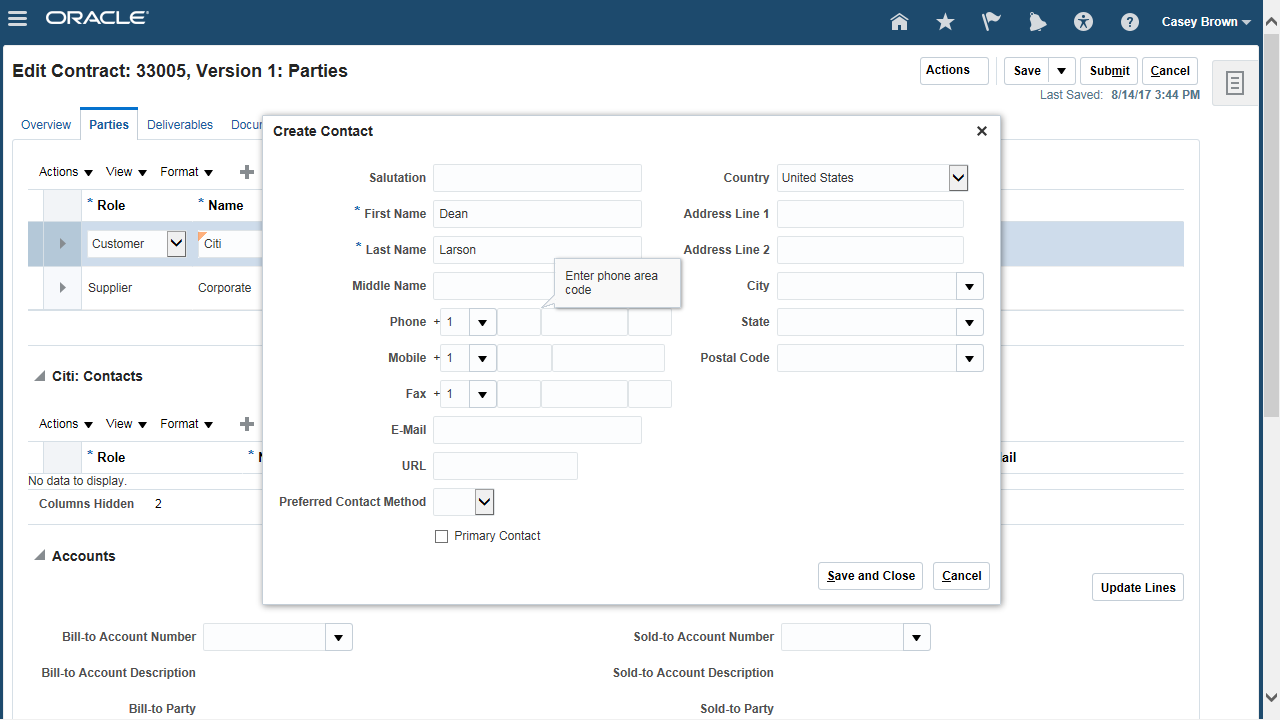 ORACLE
Casey Brown
Edit Contract: 33005, Version 1: Parties
Actions
Save
Submit
Cancel
Last Saved: 8/14/17 3:44 PM
Overview
Parties
Deliverables
Docu
Actions View Format
* Role * Name
Customer Citi
Supplier Corporate
Citi: Contacts
Actions View Format
* Role *
ail
No data to display.
Columns Hidden 2
Accounts
Update Lines
Bill-to Account Number
Sold-to Account Number
Bill-to Account Description
Sold-to Account Description
Bill-to Party
Sold-to Party
Create Contact
Salutation
* First Name Dean
* Last Name Larson
Middle Name
Enter phone area
code
Phone +1
Mobile +1
Fax +1
E-Mail
URL
Preferred Contact Method
Primary Contact
Country United States
Address Line 1
Address Line 2
City
State
Postal Code
Save and Close
Cancel